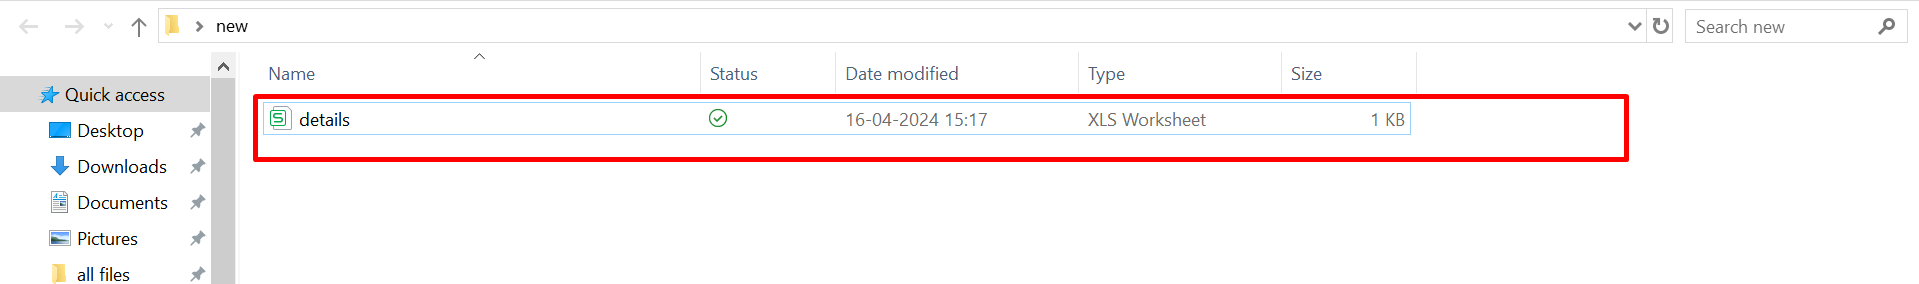 new
Search new
Name Status Date modified Type Size
Quick access
details 16-04-2024 15:17 XLS Worksheet 1 KB
Desktop
Downloads
Documents
Pictures
all files